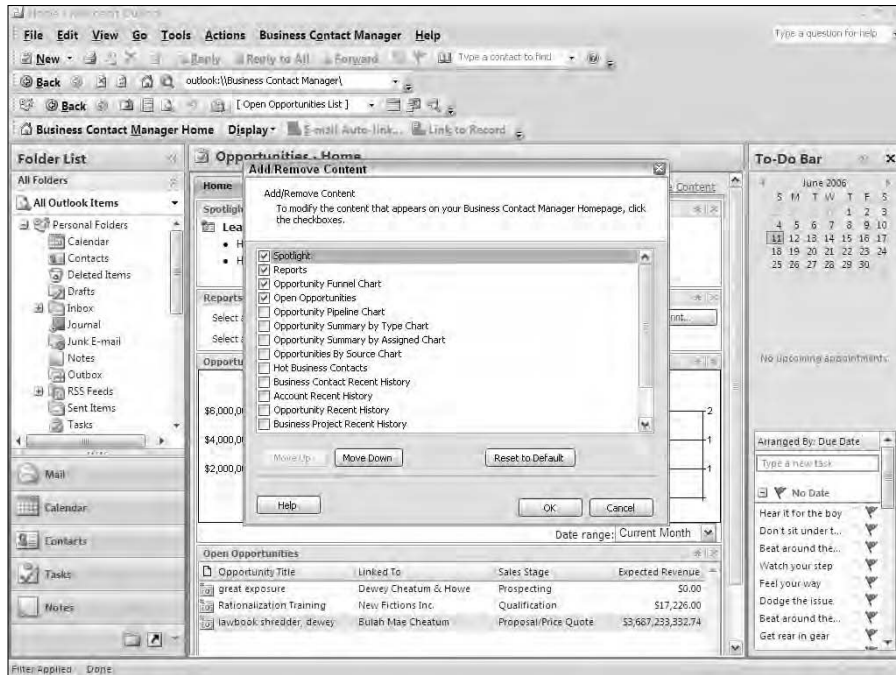 File Edit View Go Tools Actions Business Contact Manager Help
Type a question for help
New Reply Reply to All Forward Type a contact to find
Back outlook:\\Business Contact Manager\
Back [ Open Opportunities List ]
Business Contact Manager Home Display E-mail Auto-link... Link to Record
Folder List
All Folders
All Outlook Items
Personal Folders
Calendar
Contacts
Deleted Items
Drafts
Inbox
Journal
Junk E-mail
Notes
Outbox
RSS Feeds
Sent Items
Tasks
Mail
Calendar
Contacts
Tasks
Notes
Opportunities - Home
Home
Content
Spotligh
Lea
H
H
Reports
Select a
Select a
Opportu
$6,000,0
$4,000,0
$2,000,0
2
1
1
Add/Remove Content
Add/Remove Content
To modify the content that appears on your Business Contact Manager Homepage, click
the checkboxes.
Spotlight
Reports
Opportunity Funnel Chart
Open Opportunities
Opportunity Pipeline Chart
Opportunity Summary by Type Chart
Opportunity Summary by Assigned Chart
Opportunities By Source Chart
Hot Business Contacts
Business Contact Recent History
Account Recent History
Opportunity Recent History
Business Project Recent History
Move Up Move Down Reset to Default
Help OK Cancel
Date range: Current Month
Open Opportunities
Opportunity Title Linked To Sales Stage Expected Revenue
great exposure Dewey Cheatum & Howe Prospecting $0.00
Rationalization Training New Fictions Inc. Qualification $17,226.00
lawbook shredder, dewey Bulah Mae Cheatum Proposal/Price Quote $3,687,233,332.74
To-Do Bar
June 2006
S M T W T F S
1 2 3
4 5 6 7 8 9 10
11 12 13 14 15 16 17
18 19 20 21 22 23 24
25 26 27 28 29 30
No upcoming appointments.
Arranged By: Due Date
Type a new task
No Date
Hear it for the boy
Don't sit under t...
Beat around the...
Watch your step
Feel your way
Dodge the issue
Beat around the...
Get rear in gear
Filter Applied Done